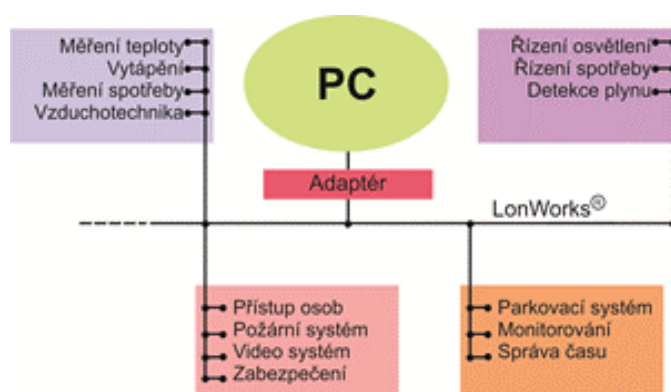 Měření teploty
Vytápění
Měření spotřeby
Vzduchotechnika
PC
Řízení osvětlení
Řízení spotřeby
Detekce plynu
Adaptér
LonWorks®
Přístup osob
Požární systém
Video systém
Zabezpečení
Parkovací systém
Monitorování
Správa času